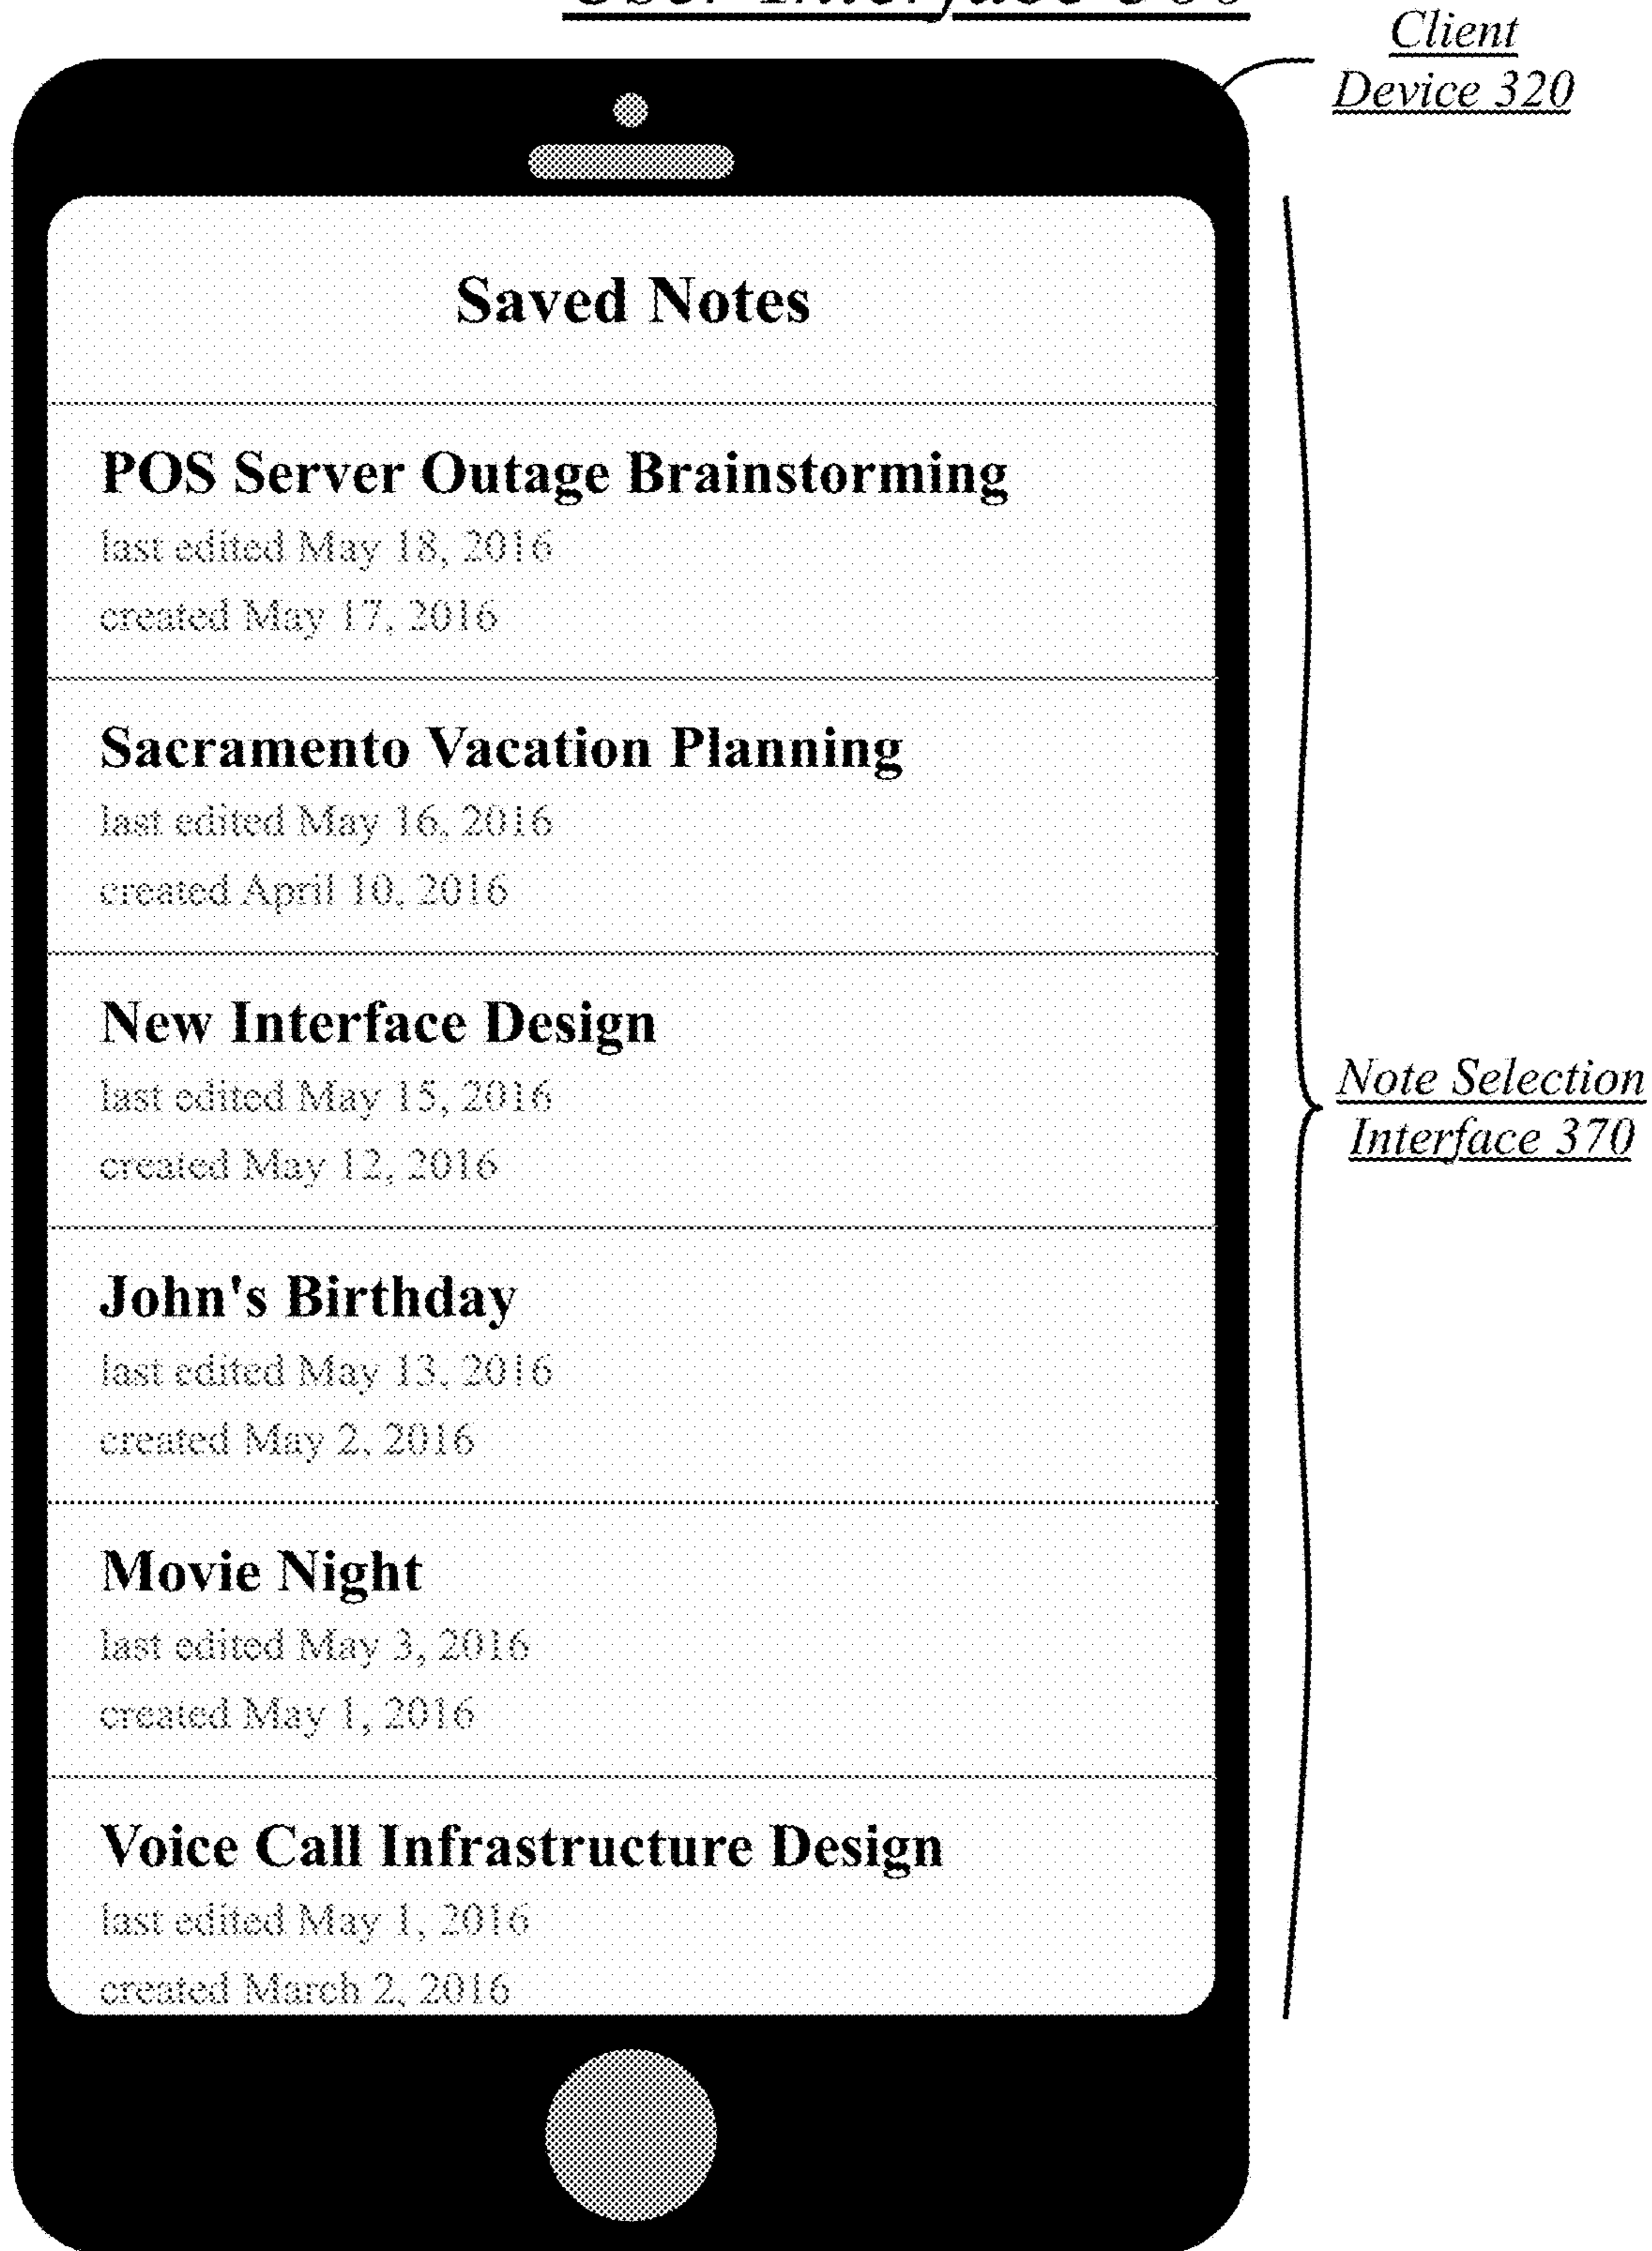 User Interface
Client
Device 320
Saved Notes
POS Server Outage Brainstorming
last edited May 18, 2016
created May 17, 2016
Sacramento Vacation Planning
last edited May 16, 2016
created April 10, 2016
New Interface Design
last edited May 15, 2016
created May 12, 2016
Note Selection
Interface 370
John's Birthday
last edited May 13, 2016
created May 2, 2016
Movie Night
last edited May 3, 2016
created May 1, 2016
Voice Call Infrastructure Design
last edited May 1, 2016
created March 2, 2016